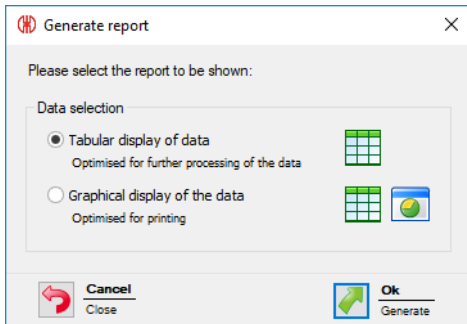 Generate report
Please select the report to be shown:
Data selection
Tabular display of data
Optimised for further processing of the data
Graphical display of the data
Optimised for printing
Cancel
Close
Ok
Generate